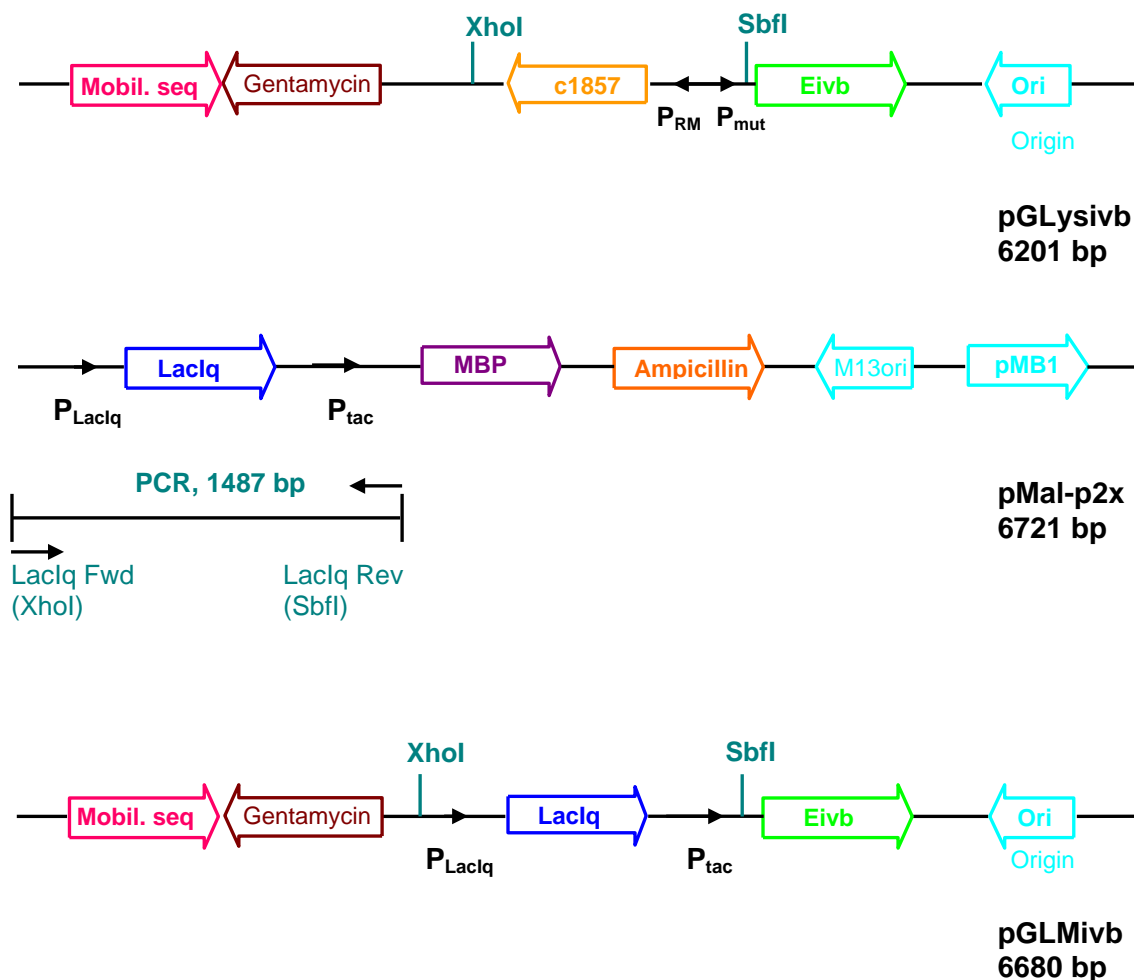 XhoI
SbfI
Mobil. seq
Gentamycin
c1857
Eivb
Ori
PRM
Pmut
Origin
pGLysivb
6201 bp
LacIq
MBP
Ampicillin
M13ori
pMB1
PLacIq
Ptac
PCR, 1487 bp
pMal-p2x
6721 bp
LacIq Fwd
(XhoI)
LacIq Rev
(SbfI)
XhoI
SbfI
Mobil. seq
Gentamycin
LacIq
Eivb
Ori
PLacIq
Ptac
Origin
pGLMivb
6680 bp